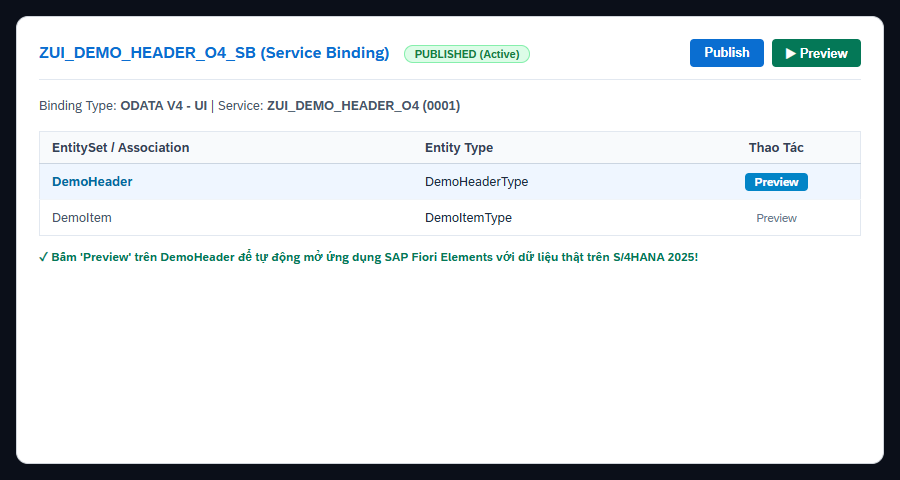 ZUI_DEMO_HEADER_O4_SB (Service Binding) PUBLISHED (Active) Publish ▶ Preview
Binding Type: ODATA V4 - UI | Service: ZUI_DEMO_HEADER_O4 (0001)
EntitySet / Association Entity Type Thao Tác
DemoHeader DemoHeaderType Preview
DemoItem DemoItemType Preview
✓ Bấm 'Preview' trên DemoHeader để tự động mở ứng dụng SAP Fiori Elements với dữ liệu thật trên S/4HANA 2025!